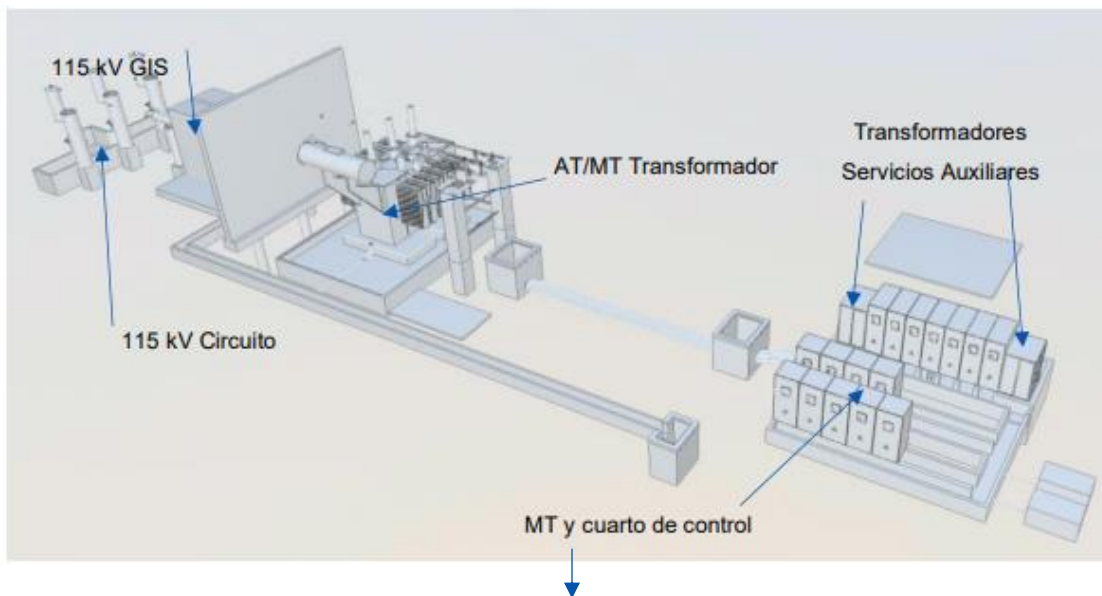 115 kV GIS
Transformadores
Servicios Auxiliares
AT/MT Transformador
115 kV Circuito
MT y cuarto de control